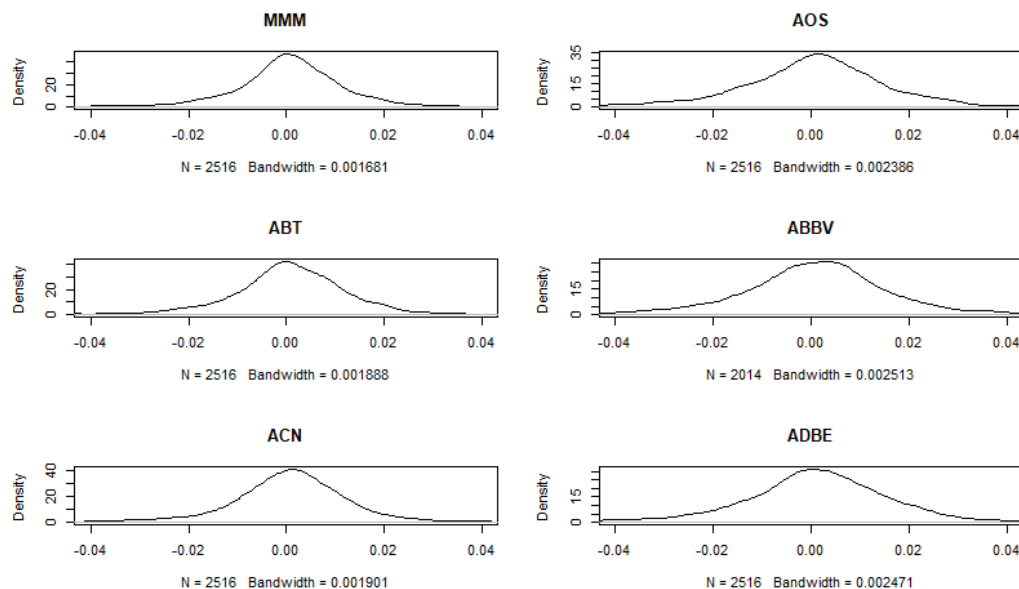 MMM
Density
20
0
-0.04 -0.02 0.00 0.02 0.04
N = 2516 Bandwidth = 0.001681
AOS
Density
35
15
0
-0.04 -0.02 0.00 0.02 0.04
N = 2516 Bandwidth = 0.002386
ABT
Density
20
0
-0.04 -0.02 0.00 0.02 0.04
N = 2516 Bandwidth = 0.001888
ABBV
Density
15
0
-0.04 -0.02 0.00 0.02 0.04
N = 2014 Bandwidth = 0.002513
ACN
Density
40
20
0
-0.04 -0.02 0.00 0.02 0.04
N = 2516 Bandwidth = 0.001901
ADBE
Density
15
0
-0.04 -0.02 0.00 0.02 0.04
N = 2516 Bandwidth = 0.002471